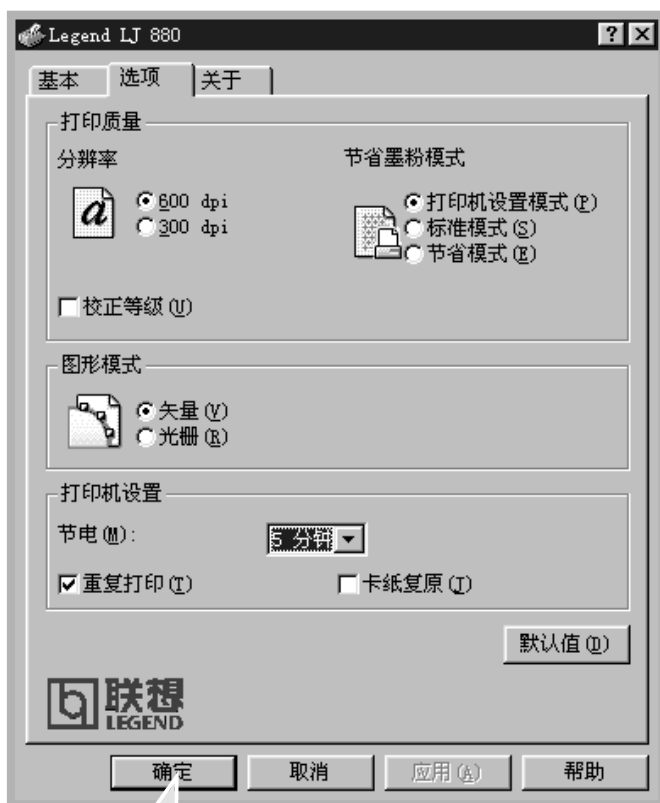 Legend LJ 880
基本 选项 关于
打印质量
分辨率
600 dpi
300 dpi
节省墨粉模式
打印机设置模式(P)
标准模式(S)
节省模式(E)
校正等级(U)
图形模式
矢量(V)
光栅(R)
打印机设置
节电(M): 5 分钟
重复打印(T) 卡纸复原(J)
默认值(D)
联想
LEGEND
确定 取消 应用(A) 帮助